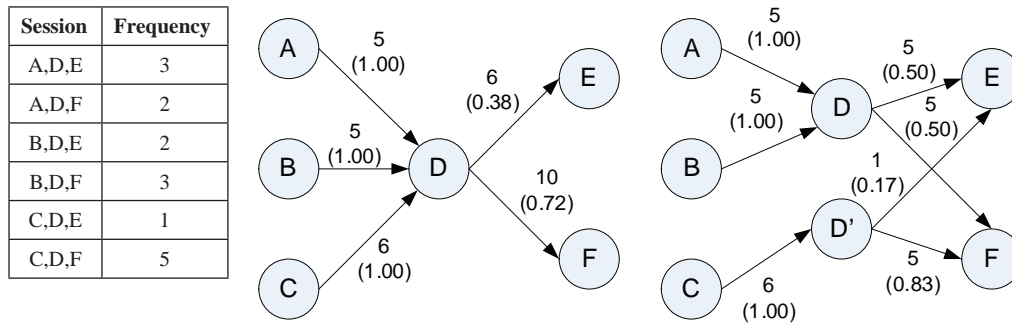 Session Frequency
A,D,E 3
A,D,F 2
B,D,E 2
B,D,F 3
C,D,E 1
C,D,F 5
A
B
C
D
E
F
5
(1.00)
5
(1.00)
6
(1.00)
6
(0.38)
10
(0.72)
A
B
C
D
D'
E
F
5
(1.00)
5
(1.00)
6
(1.00)
5
(0.50)
5
(0.50)
1
(0.17)
5
(0.83)